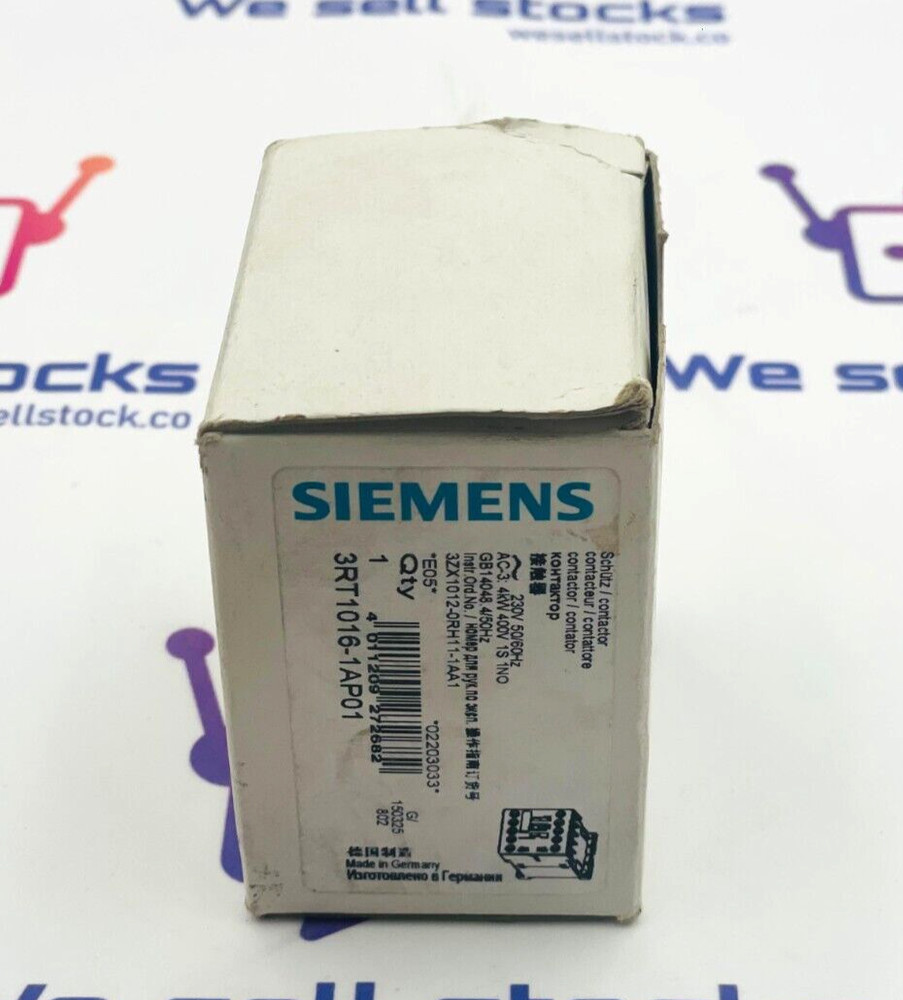 We sell stocks
wesellstock.co
ocks
ellstock.co
We se
SIEMENS
Schütz / contactor
contacteur / contattore
contactor / contator
контактор
接触器
~ 230V 50/60Hz
AC-3: 4kW 400V 1S 1NO
GB14048.4/50Hz
Instr.Ord.No./ номер для рук.по эксп. 操作指南订货号
3ZX1012-0RH11-1AA1
*E05* *02203033*
Qty
1
4 011209 272682
3RT1016-1AP01
G/
150325
802
德国制造
Made in Germany
Изготовлено в Германии
We sell stocks